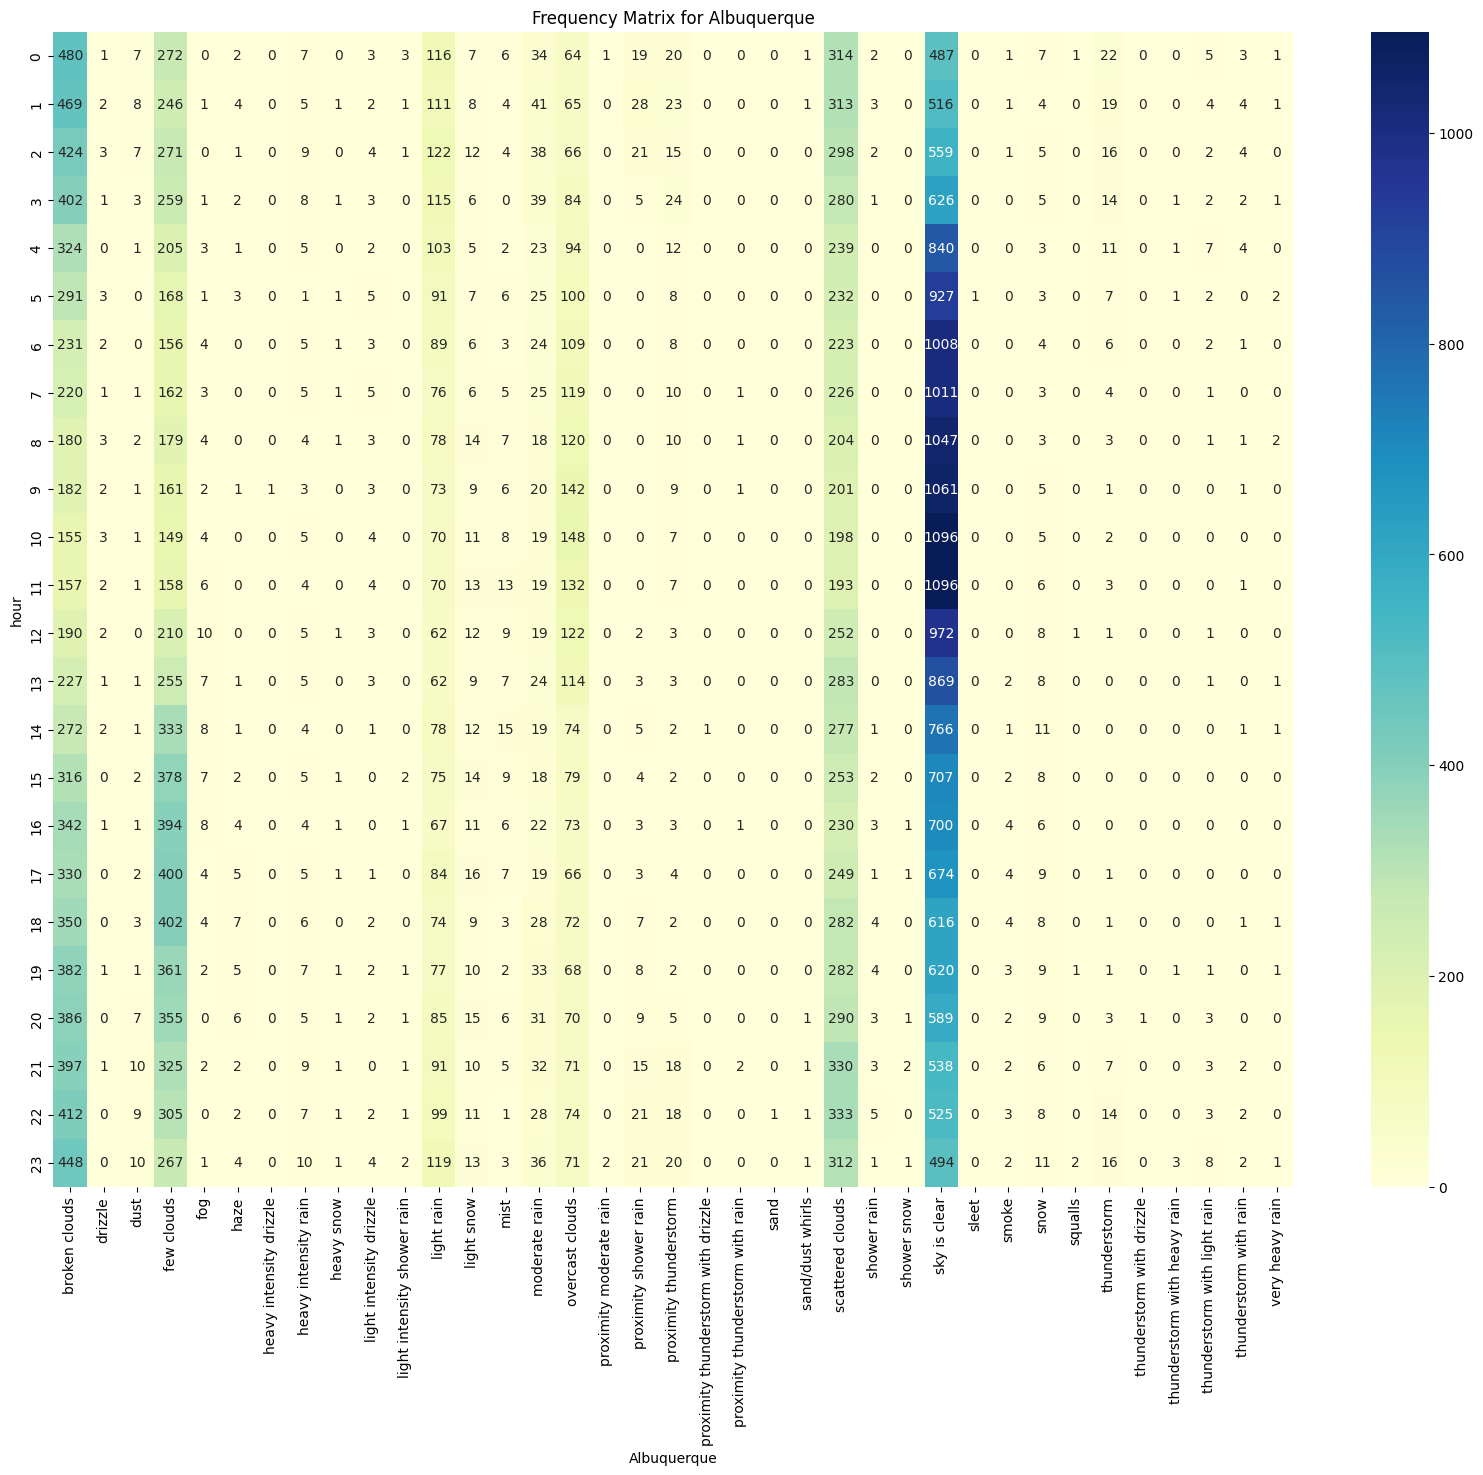 Frequency Matrix for Albuquerque
hour
0 480 1 7 272 0 2 0 7 0 3 3 116 7 6 34 64 1 19 20 0 0 0 1 314 2 0 487 0 1 7 1 22 0 0 5 3 1
1 469 2 8 246 1 4 0 5 1 2 1 111 8 4 41 65 0 28 23 0 0 0 1 313 3 0 516 0 1 4 0 19 0 0 4 4 1
2 424 3 7 271 0 1 0 9 0 4 1 122 12 4 38 66 0 21 15 0 0 0 0 298 2 0 559 0 1 5 0 16 0 0 2 4 0
3 402 1 3 259 1 2 0 8 1 3 0 115 6 0 39 84 0 5 24 0 0 0 0 280 1 0 626 0 0 5 0 14 0 1 2 2 1
4 324 0 1 205 3 1 0 5 0 2 0 103 5 2 23 94 0 0 12 0 0 0 0 239 0 0 840 0 0 3 0 11 0 1 7 4 0
5 291 3 0 168 1 3 0 1 1 5 0 91 7 6 25 100 0 0 8 0 0 0 0 232 0 0 927 1 0 3 0 7 0 1 2 0 2
6 231 2 0 156 4 0 0 5 1 3 0 89 6 3 24 109 0 0 8 0 0 0 0 223 0 0 1008 0 0 4 0 6 0 0 2 1 0
7 220 1 1 162 3 0 0 5 1 5 0 76 6 5 25 119 0 0 10 0 1 0 0 226 0 0 1011 0 0 3 0 4 0 0 1 0 0
8 180 3 2 179 4 0 0 4 1 3 0 78 14 7 18 120 0 0 10 0 1 0 0 204 0 0 1047 0 0 3 0 3 0 0 1 1 2
9 182 2 1 161 2 1 1 3 0 3 0 73 9 6 20 142 0 0 9 0 1 0 0 201 0 0 1061 0 0 5 0 1 0 0 0 1 0
10 155 3 1 149 4 0 0 5 0 4 0 70 11 8 19 148 0 0 7 0 0 0 0 198 0 0 1096 0 0 5 0 2 0 0 0 0 0
11 157 2 1 158 6 0 0 4 0 4 0 70 13 13 19 132 0 0 7 0 0 0 0 193 0 0 1096 0 0 6 0 3 0 0 0 1 0
12 190 2 0 210 10 0 0 5 1 3 0 62 12 9 19 122 0 2 3 0 0 0 0 252 0 0 972 0 0 8 1 1 0 0 1 0 0
13 227 1 1 255 7 1 0 5 0 3 0 62 9 7 24 114 0 3 3 0 0 0 0 283 0 0 869 0 2 8 0 0 0 0 1 0 1
14 272 2 1 333 8 1 0 4 0 1 0 78 12 15 19 74 0 5 2 1 0 0 0 277 1 0 766 0 1 11 0 0 0 0 0 1 1
15 316 0 2 378 7 2 0 5 1 0 2 75 14 9 18 79 0 4 2 0 0 0 0 253 2 0 707 0 2 8 0 0 0 0 0 0 0
16 342 1 1 394 8 4 0 4 1 0 1 67 11 6 22 73 0 3 3 0 1 0 0 230 3 1 700 0 4 6 0 0 0 0 0 0 0
17 330 0 2 400 4 5 0 5 1 1 0 84 16 7 19 66 0 3 4 0 0 0 0 249 1 1 674 0 4 9 0 1 0 0 0 0 0
18 350 0 3 402 4 7 0 6 0 2 0 74 9 3 28 72 0 7 2 0 0 0 0 282 4 0 616 0 4 8 0 1 0 0 0 1 1
19 382 1 1 361 2 5 0 7 1 2 1 77 10 2 33 68 0 8 2 0 0 0 0 282 4 0 620 0 3 9 1 1 0 1 1 0 1
20 386 0 7 355 0 6 0 5 1 2 1 85 15 6 31 70 0 9 5 0 0 0 1 290 3 1 589 0 2 9 0 3 1 0 3 0 0
21 397 1 10 325 2 2 0 9 1 0 1 91 10 5 32 71 0 15 18 0 2 0 1 330 3 2 538 0 2 6 0 7 0 0 3 2 0
22 412 0 9 305 0 2 0 7 1 2 1 99 11 1 28 74 0 21 18 0 0 1 1 333 5 0 525 0 3 8 0 14 0 0 3 2 0
23 448 0 10 267 1 4 0 10 1 4 2 119 13 3 36 71 2 21 20 0 0 0 1 312 1 1 494 0 2 11 2 16 0 3 8 2 1
broken clouds
drizzle
dust
few clouds
fog
haze
heavy intensity drizzle
heavy intensity rain
heavy snow
light intensity drizzle
light intensity shower rain
light rain
light snow
mist
moderate rain
overcast clouds
proximity moderate rain
proximity shower rain
proximity thunderstorm
proximity thunderstorm with drizzle
proximity thunderstorm with rain
sand
sand/dust whirls
scattered clouds
shower rain
shower snow
sky is clear
sleet
smoke
snow
squalls
thunderstorm
thunderstorm with drizzle
thunderstorm with heavy rain
thunderstorm with light rain
thunderstorm with rain
very heavy rain
Albuquerque
1000
800
600
400
200
0